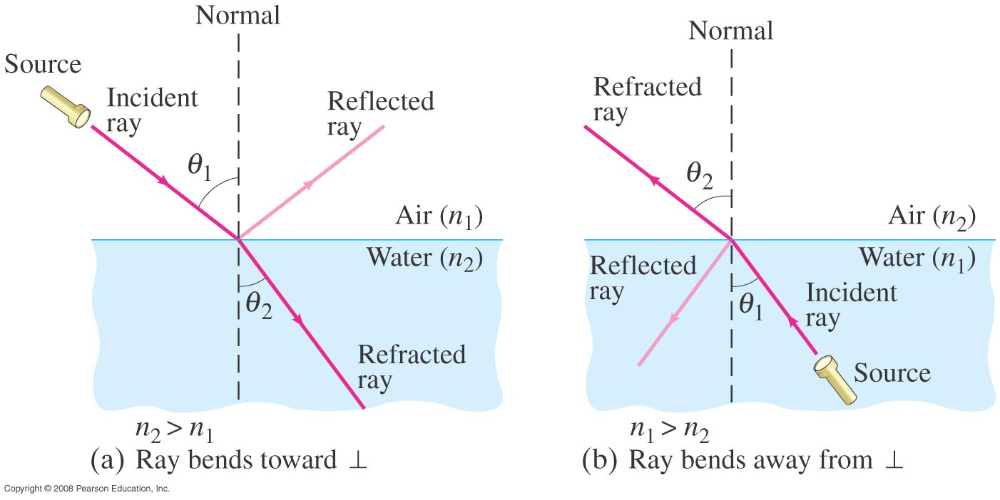 Normal
Source
Incident
ray
Reflected
ray
θ1
Air (n1)
Water (n2)
θ2
Refracted
ray
n2 > n1
(a) Ray bends toward ⊥
Normal
Refracted
ray
θ2
Air (n2)
Water (n1)
Reflected
ray
θ1
Incident
ray
Source
n1 > n2
(b) Ray bends away from ⊥
Copyright © 2008 Pearson Education, Inc.